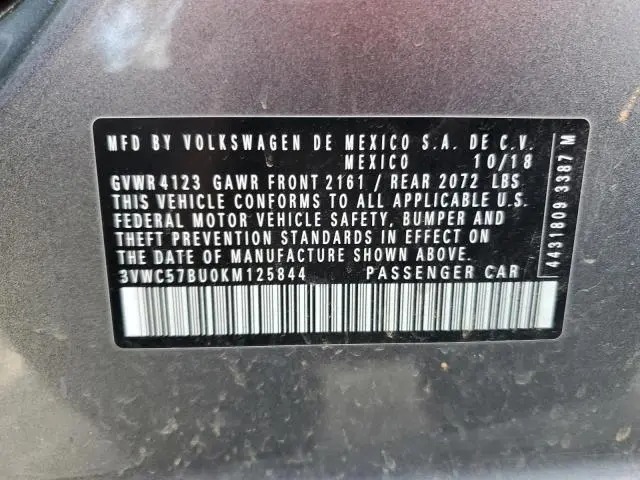 MFD BY VOLKSWAGEN DE MEXICO S.A. DE C.V.
MEXICO 10/18
GVWR 4123 GAWR FRONT 2161 / REAR 2072 LBS
THIS VEHICLE CONFORMS TO ALL APPLICABLE U.S.
FEDERAL MOTOR VEHICLE SAFETY, BUMPER AND
THEFT PREVENTION STANDARDS IN EFFECT ON
THE DATE OF MANUFACTURE SHOWN ABOVE.
3VWC57BU0KM125844 PASSENGER CAR
4431809 3387 M